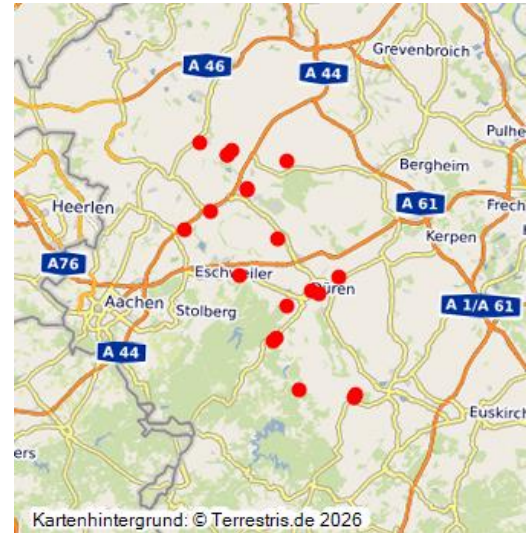 A 46
A 44
Grevenbroich
Pulhe
Bergheim
Heerlen
A 61
Frech
Kerpen
A76
Eschweiler
Düren
Aachen
Stolberg
A 1/A 61
A 44
Euskirch
ers
Kartenhintergrund: © Terrestris.de 2026